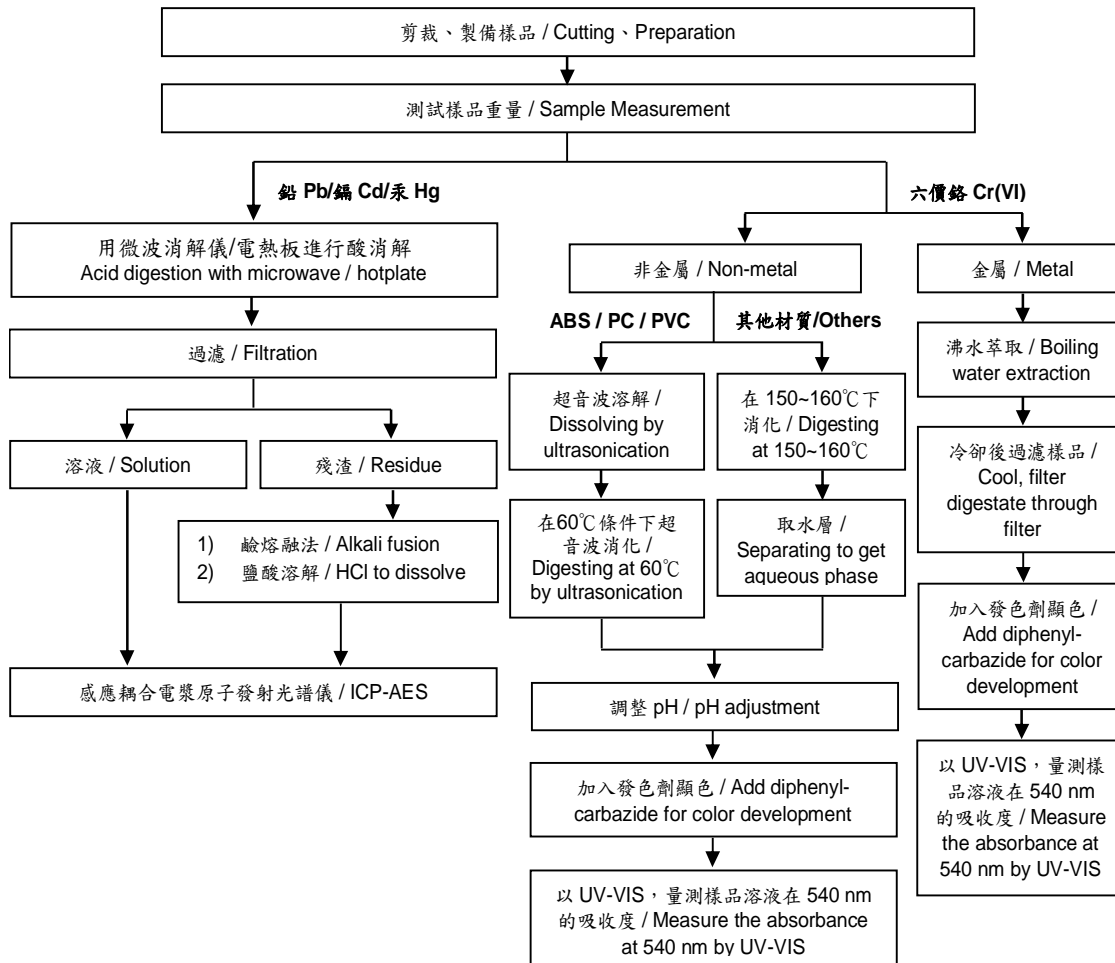 剪裁、製備樣品 / Cutting、Preparation
測試樣品重量 / Sample Measurement
鉛 Pb/鎘 Cd/汞 Hg
六價鉻 Cr(VI)
用微波消解儀/電熱板進行酸消解
Acid digestion with microwave / hotplate
過濾 / Filtration
溶液 / Solution
殘渣 / Residue
1) 鹼熔融法 / Alkali fusion
2) 鹽酸溶解 / HCl to dissolve
感應耦合電漿原子發射光譜儀 / ICP-AES
非金屬 / Non-metal
ABS / PC / PVC
其他材質/Others
超音波溶解 /
Dissolving by
ultrasonication
在60℃條件下超
音波消化 /
Digesting at 60℃
by ultrasonication
在 150~160℃下
消化 / Digesting
at 150~160℃
取水層 /
Separating to get
aqueous phase
調整 pH / pH adjustment
加入發色劑顯色 / Add diphenyl-
carbazide for color development
以 UV-VIS，量測樣品溶液在 540 nm
的吸收度 / Measure the absorbance
at 540 nm by UV-VIS
金屬 / Metal
沸水萃取 / Boiling
water extraction
冷卻後過濾樣品 /
Cool, filter
digestate through
filter
加入發色劑顯色 /
Add diphenyl-
carbazide for color
development
以 UV-VIS，量測樣
品溶液在 540 nm
的吸收度 / Measure
the absorbance at
540 nm by UV-VIS